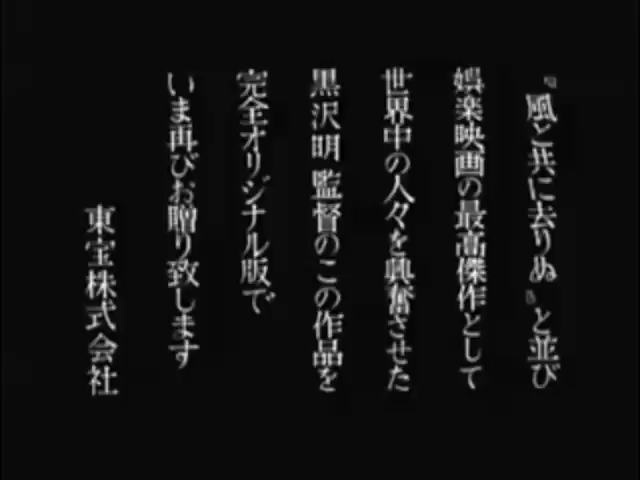 『風と共に去りぬ』と並び
娯楽映画の最高傑作として
世界中の人々を興奮させた
黒沢明監督のこの作品を
完全オリジナル版で
いま再びお贈り致します
東宝株式会社